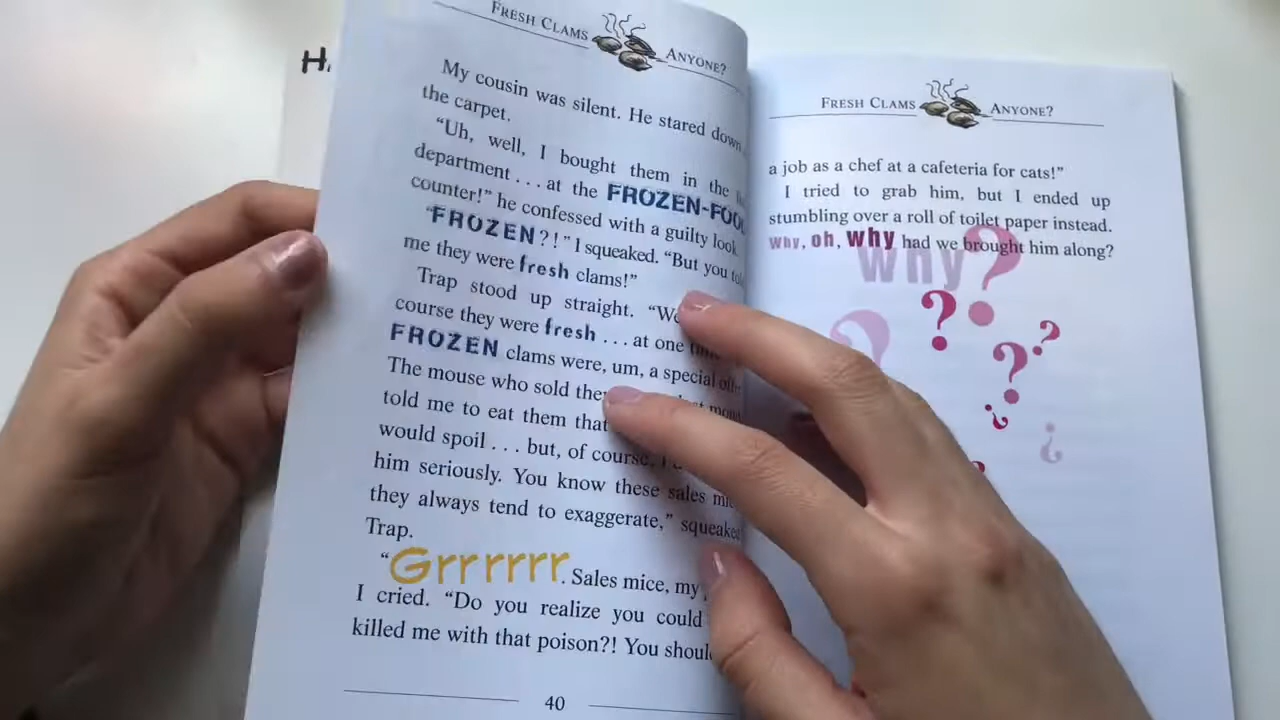 FRESH CLAMS ANYONE?
My cousin was silent. He stared down
the carpet.
“Uh, well, I bought them in the
department . . . at the FROZEN-FOO
counter!” he confessed with a guilty look.
“FROZEN?!” I squeaked. “But you
me they were fresh clams!”
Trap stood up straight. “We
course they were fresh . . . at one
FROZEN clams were, um, a special
The mouse who sold
told me to eat them that
would spoil . . . but, of course, I
him seriously. You know these sales
they always tend to exaggerate,” squeaked
Trap.
“Grrrrrr. Sales mice, my
I cried. “Do you realize you could
killed me with that poison?! You
40
FRESH CLAMS ANYONE?
a job as a chef at a cafeteria for cats!”
I tried to grab him, but I ended up
stumbling over a roll of toilet paper instead.
Why, oh, why had we brought him along?
Why?